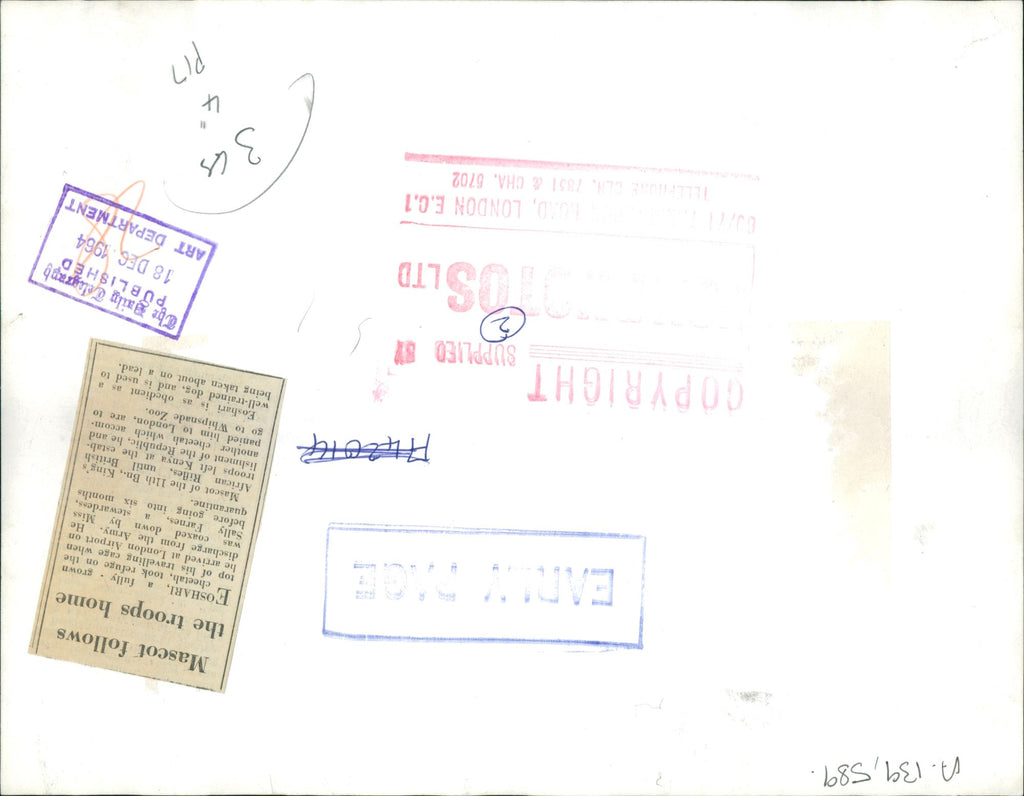 A.139,589.
EARLY PAGE
Mascot follows
the troops home
EOSHARI, a fully-grown
cheetah, took refuge on the
top of his travelling cage when
he arrived at London Airport on
discharge from the Army. He
was coaxed down by Miss
Sally Farnes, a stewardess,
before going into six months
quarantine.
Mascot of the 11th Bn., King's
African Rifles, until British
troops left Kenya at the estab-
lishment of the Republic, he and
another cheetah which accom-
panied him to London, are to
go to Whipsnade Zoo.
Eoshari is as obedient as a
well-trained dog, and is used to
being taken about on a lead.
COPYRIGHT
SUPPLIED BY
2
LTD
ROAD, LONDON E.C.1
TELEPHONE 7851 & CHA. 5702
The Daily Telegraph
PUBLISHED
18 DEC. 1964
ART DEPARTMENT
3
4"
P17